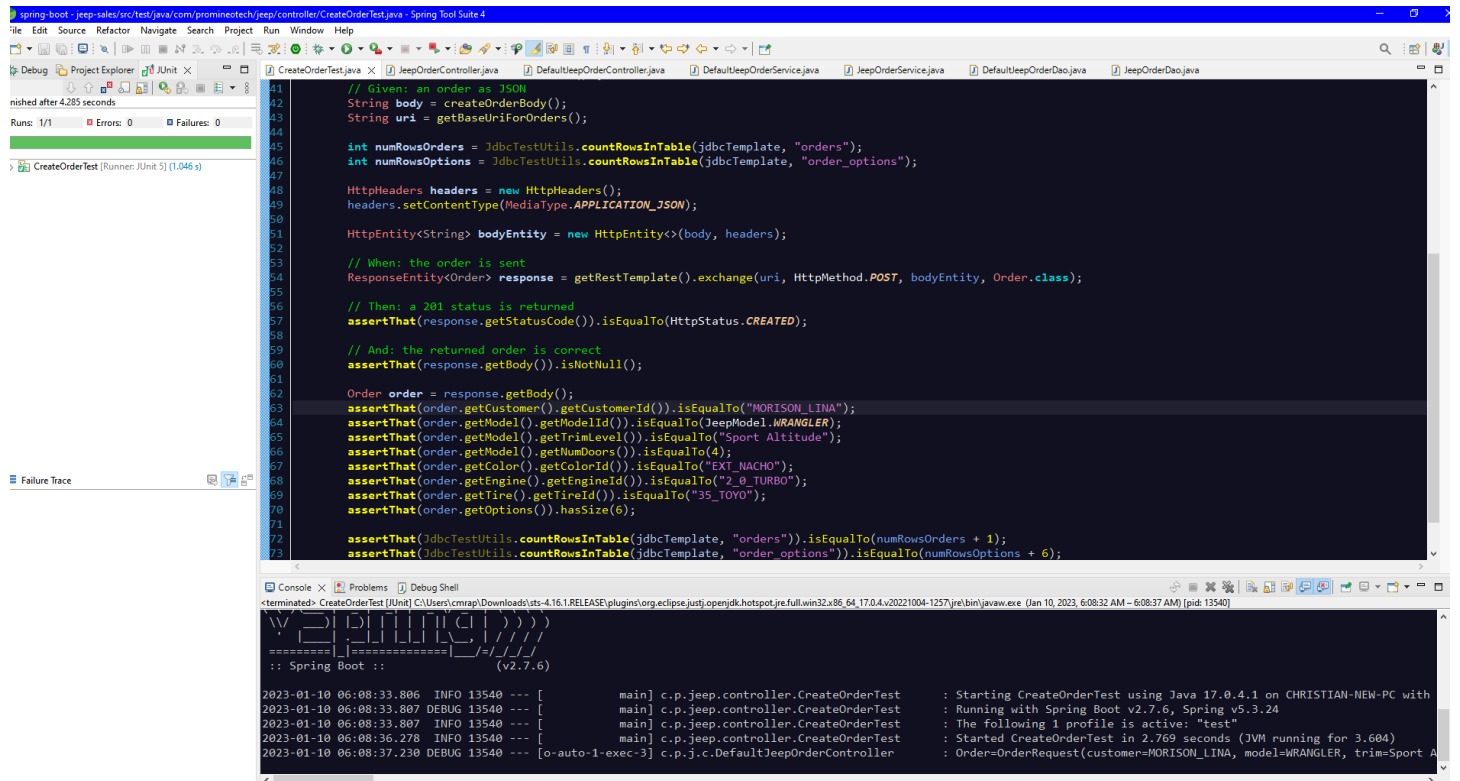 spring-boot - jeep-sales/src/test/java/com/promineotech/jeep/controller/CreateOrderTest.java - Spring Tool Suite 4
File Edit Source Refactor Navigate Search Project Run Window Help
Debug Project Explorer JUnit
CreateOrderTest.java JeepOrderController.java DefaultJeepOrderController.java DefaultJeepOrderService.java JeepOrderService.java DefaultJeepOrderDao.java JeepOrderDao.java
nished after 4.285 seconds
Runs: 1/1 Errors: 0 Failures: 0
CreateOrderTest [Runner: JUnit 5] (1.046 s)
Failure Trace
41 // Given: an order as JSON
42 String body = createOrderBody();
43 String uri = getBaseUriForOrders();
44
45 int numRowsOrders = JdbcTestUtils.countRowsInTable(jdbcTemplate, "orders");
46 int numRowsOptions = JdbcTestUtils.countRowsInTable(jdbcTemplate, "order_options");
47
48 HttpHeaders headers = new HttpHeaders();
49 headers.setContentType(MediaType.APPLICATION_JSON);
50
51 HttpEntity<String> bodyEntity = new HttpEntity<>(body, headers);
52
53 // When: the order is sent
54 ResponseEntity<Order> response = getRestTemplate().exchange(uri, HttpMethod.POST, bodyEntity, Order.class);
55
56 // Then: a 201 status is returned
57 assertThat(response.getStatusCode()).isEqualTo(HttpStatus.CREATED);
58
59 // And: the returned order is correct
60 assertThat(response.getBody()).isNotNull();
61
62 Order order = response.getBody();
63 assertThat(order.getCustomer().getCustomerId()).isEqualTo("MORISON_LINA");
64 assertThat(order.getModel().getModelId()).isEqualTo(JeepModel.WRANGLER);
65 assertThat(order.getModel().getTrimLevel()).isEqualTo("Sport Altitude");
66 assertThat(order.getModel().getNumDoors()).isEqualTo(4);
67 assertThat(order.getColor().getColorId()).isEqualTo("EXT_NACHO");
68 assertThat(order.getEngine().getEngineId()).isEqualTo("2_0_TURBO");
69 assertThat(order.getTire().getTireId()).isEqualTo("35_TOYO");
70 assertThat(order.getOptions()).hasSize(6);
71
72 assertThat(JdbcTestUtils.countRowsInTable(jdbcTemplate, "orders")).isEqualTo(numRowsOrders + 1);
73 assertThat(JdbcTestUtils.countRowsInTable(jdbcTemplate, "order_options")).isEqualTo(numRowsOptions + 6);
Console Problems Debug Shell
<terminated> CreateOrderTest [JUnit] C:\Users\cmrap\Downloads\sts-4.16.1.RELEASE\plugins\org.eclipse.justj.openjdk.hotspot.jre.full.win32.x86_64_17.0.4.v20221004-1257\jre\bin\javaw.exe (Jan 10, 2023, 6:08:32 AM – 6:08:37 AM) [pid: 13540]
:: Spring Boot :: (v2.7.6)
2023-01-10 06:08:33.806 INFO 13540 --- [ main] c.p.jeep.controller.CreateOrderTest : Starting CreateOrderTest using Java 17.0.4.1 on CHRISTIAN-NEW-PC with
2023-01-10 06:08:33.807 DEBUG 13540 --- [ main] c.p.jeep.controller.CreateOrderTest : Running with Spring Boot v2.7.6, Spring v5.3.24
2023-01-10 06:08:33.807 INFO 13540 --- [ main] c.p.jeep.controller.CreateOrderTest : The following 1 profile is active: "test"
2023-01-10 06:08:36.278 INFO 13540 --- [ main] c.p.jeep.controller.CreateOrderTest : Started CreateOrderTest in 2.769 seconds (JVM running for 3.604)
2023-01-10 06:08:37.230 DEBUG 13540 --- [o-auto-1-exec-3] c.p.j.c.DefaultJeepOrderController : Order=OrderRequest(customer=MORISON_LINA, model=WRANGLER, trim=Sport A